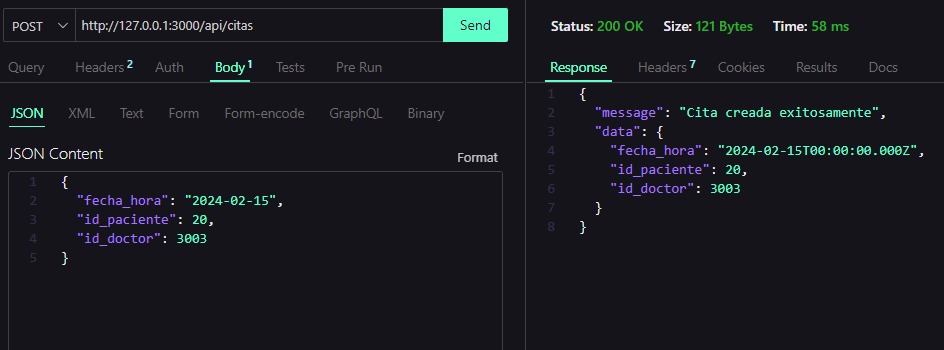 POST http://127.0.0.1:3000/api/citas Send
Query Headers 2 Auth Body 1 Tests Pre Run
JSON XML Text Form Form-encode GraphQL Binary
JSON Content Format
1 {
2 "fecha_hora": "2024-02-15",
3 "id_paciente": 20,
4 "id_doctor": 3003
5 }
Status: 200 OK Size: 121 Bytes Time: 58 ms
Response Headers 7 Cookies Results Docs
1 {
2 "message": "Cita creada exitosamente",
3 "data": {
4 "fecha_hora": "2024-02-15T00:00:00.000Z",
5 "id_paciente": 20,
6 "id_doctor": 3003
7 }
8 }